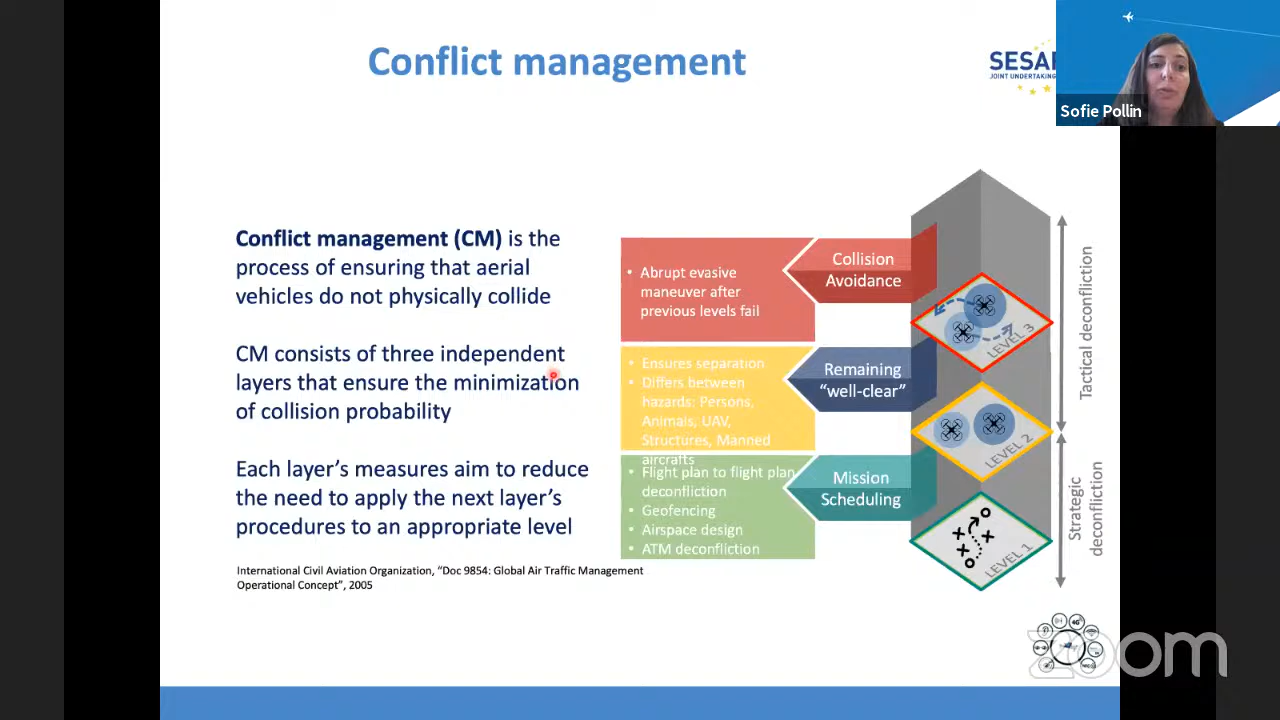 Conflict management
SESAR
JOINT UNDERTAKING
Sofie Pollin
Conflict management (CM) is the
process of ensuring that aerial
vehicles do not physically collide
CM consists of three independent
layers that ensure the minimization
of collision probability
Each layer's measures aim to reduce
the need to apply the next layer's
procedures to an appropriate level
International Civil Aviation Organization, “Doc 9854: Global Air Traffic Management
Operational Concept”, 2005
• Abrupt evasive
maneuver after
previous levels fail
Collision
Avoidance
• Ensures separation
• Differs between
hazards: Persons,
Animals, UAV,
Structures, Manned
aircrafts
Remaining
“well-clear”
• Flight plan to flight plan
deconfliction
• Geofencing
• Airspace design
• ATM deconfliction
Mission
Scheduling
LEVEL 3
LEVEL 2
LEVEL 1
Tactical deconfliction
Strategic
deconfliction
4G
zoom